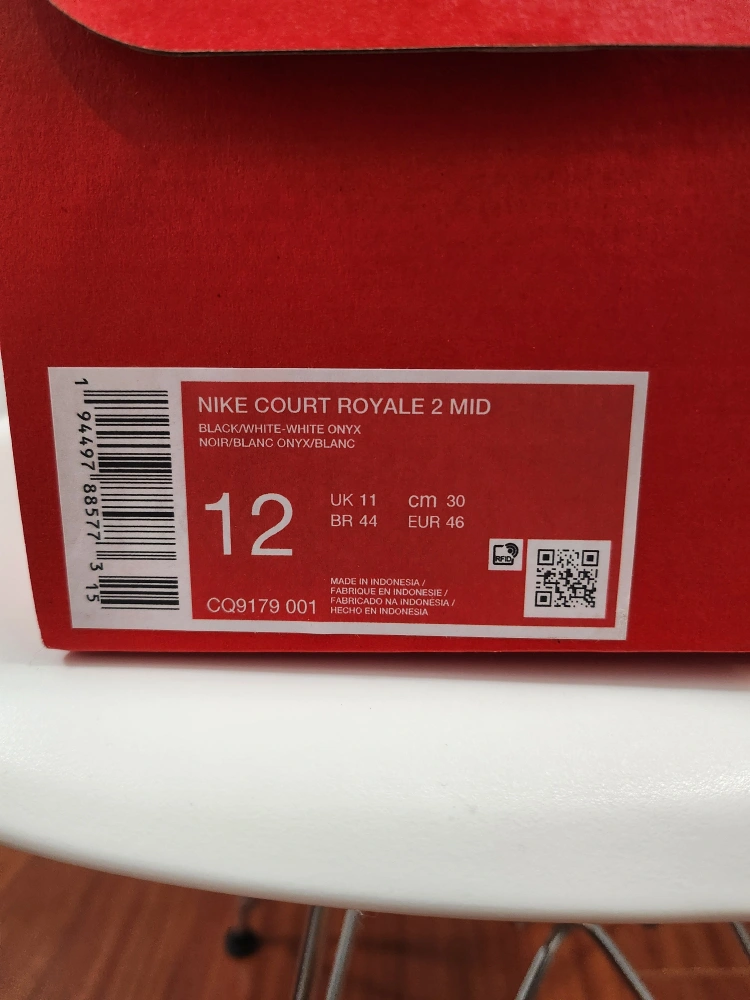 1 94497 88577 3 15
NIKE COURT ROYALE 2 MID
BLACK/WHITE-WHITE ONYX
NOIR/BLANC ONYX/BLANC
12
UK 11 cm 30
BR 44 EUR 46
RFID
CQ9179 001
MADE IN INDONESIA /
FABRIQUE EN INDONESIE /
FABRICADO NA INDONESIA /
HECHO EN INDONESIA